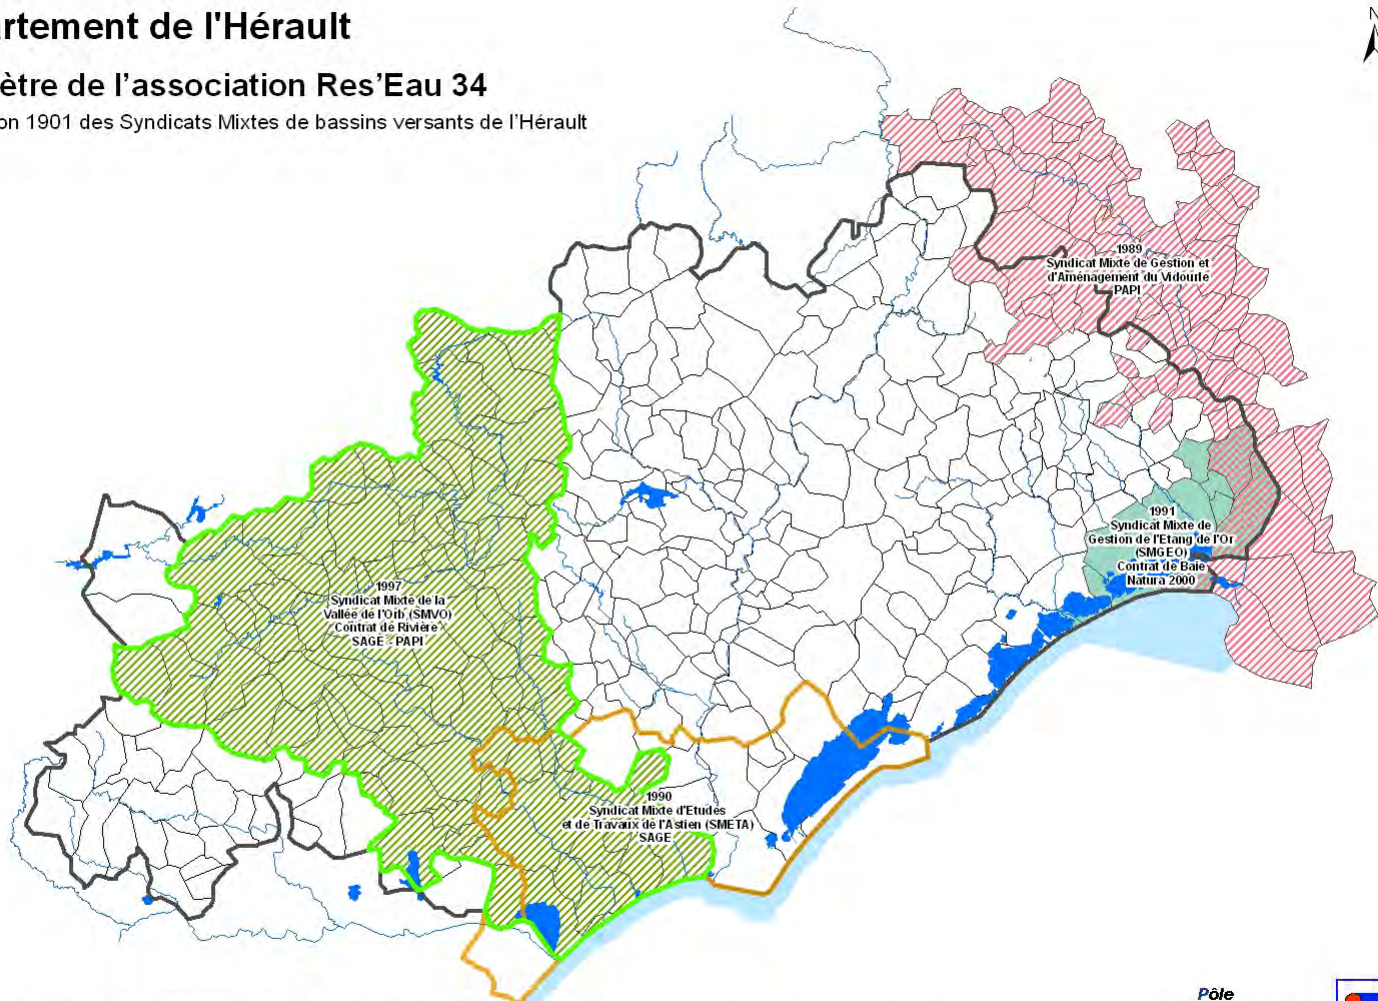 rtement de l'Hérault
ètre de l'association Res'Eau 34
on 1901 des Syndicats Mixtes de bassins versants de l'Hérault
N
1989
Syndicat Mixte de Gestion et
d'Aménagement du Vidourle
PAPI
1991
Syndicat Mixte de
Gestion de l'Etang de l'Or
(SMGEO)
Contrat de Baie
Natura 2000
1997
Syndicat Mixte de la
Vallée de l'Orb (SMVO)
Contrat de Rivière
SAGE - PAPI
1990
Syndicat Mixte d'Etudes
et de Travaux de l'Astien (SMETA)
SAGE
Pôle